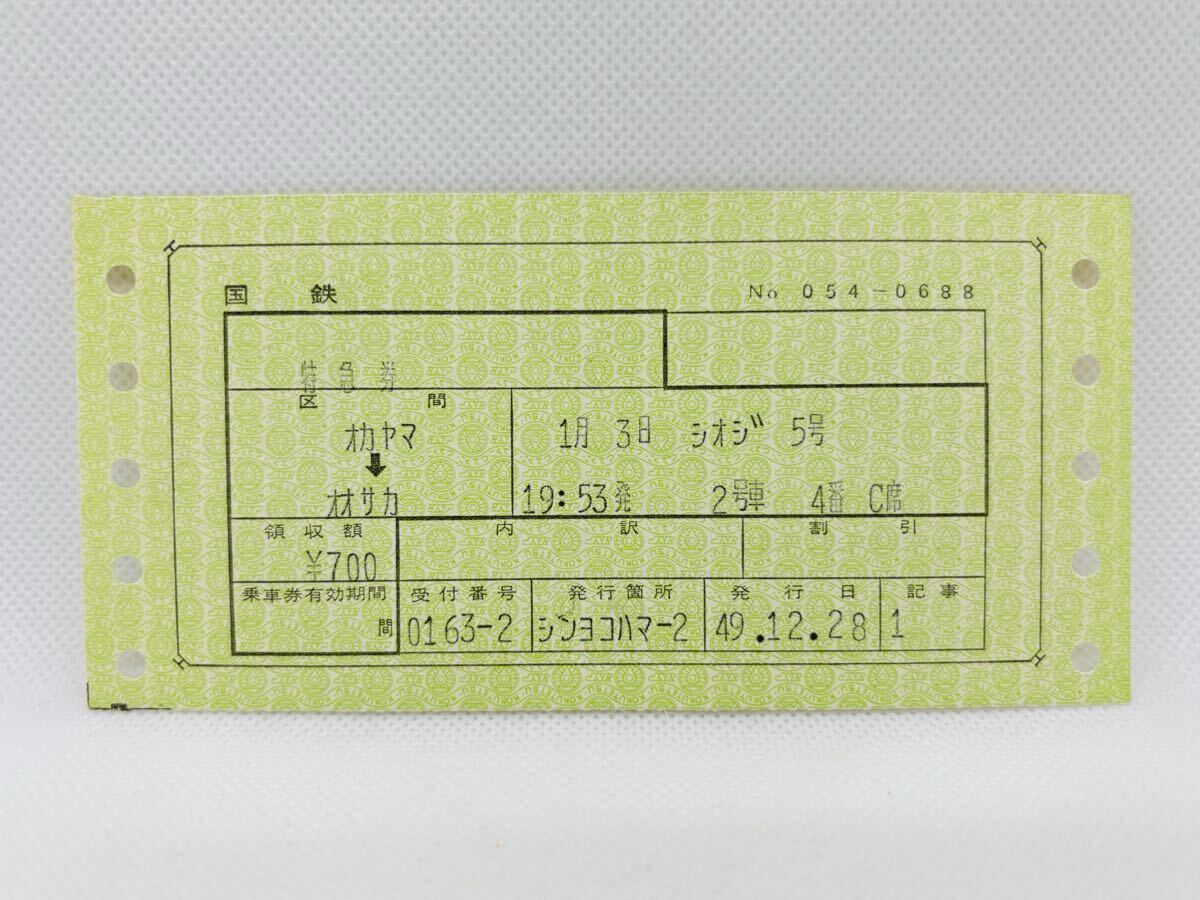 国鉄 No 054-0688
特急券
区間
オカヤマ 1月 3日 シオジ 5号
↓
オオサカ 19:53発 2号車 4番 C席
領収額 内訳 割引
¥700
乗車券有効期間 受付番号 発行箇所 発行日 記事
間 0163-2 シンヨコハマ-2 49.12.28 1